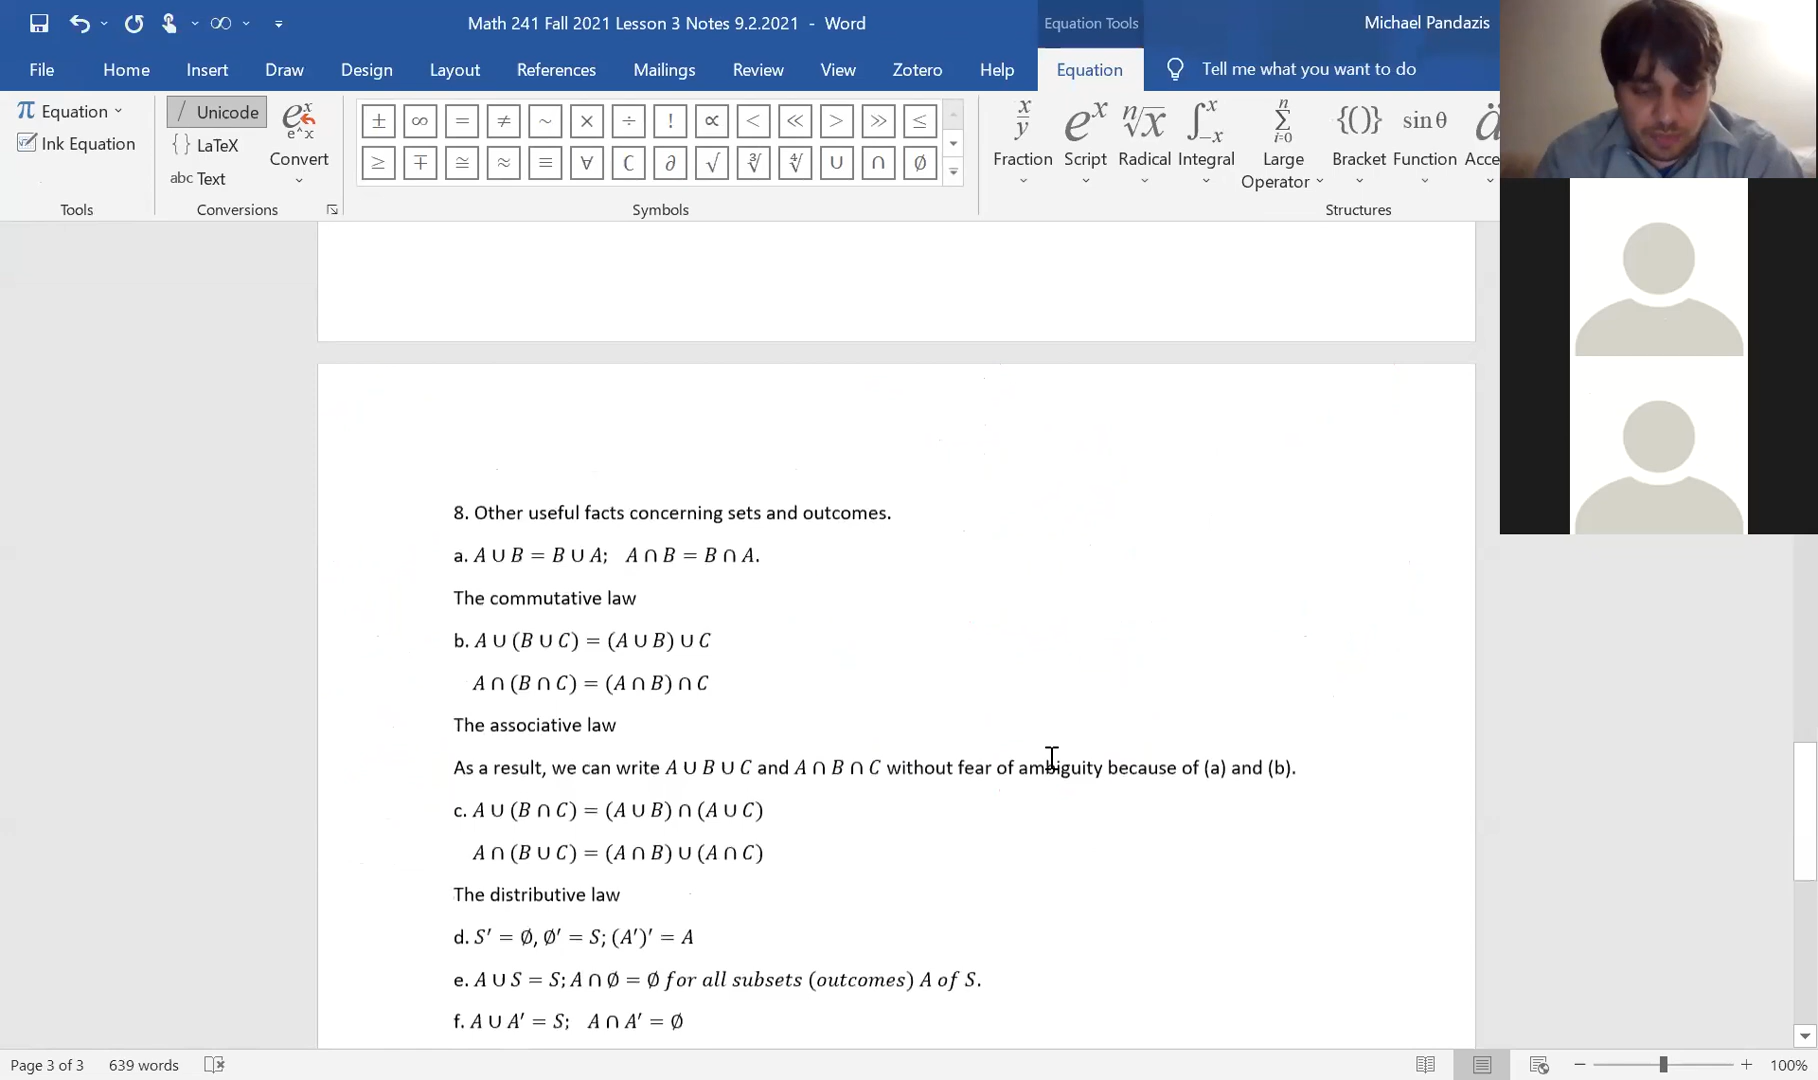 Math 241 Fall 2021 Lesson 3 Notes 9.2.2021 - Word
Equation Tools
Michael Pandazis
File Home Insert Draw Design Layout References Mailings Review View Zotero Help Equation Tell me what you want to do
π Equation
Ink Equation
Tools
/ Unicode
{} LaTeX
abc Text
e^x
Convert
Conversions
± ∞ = ≠ ~ × ÷ ! ∝ < ≪ > ≫ ≤
≥ ∓ ≅ ≈ ≡ ∀ ∁ ∂ √ ∛ ∜ ∪ ∩ ∅
Symbols
Fraction Script Radical Integral Large Operator Bracket Function Acce
sin θ
Structures
8. Other useful facts concerning sets and outcomes.
a. A ∪ B = B ∪ A; A ∩ B = B ∩ A.
The commutative law
b. A ∪ (B ∪ C) = (A ∪ B) ∪ C
A ∩ (B ∩ C) = (A ∩ B) ∩ C
The associative law
As a result, we can write A ∪ B ∪ C and A ∩ B ∩ C without fear of ambiguity because of (a) and (b).
c. A ∪ (B ∩ C) = (A ∪ B) ∩ (A ∪ C)
A ∩ (B ∪ C) = (A ∩ B) ∪ (A ∩ C)
The distributive law
d. S′ = ∅, ∅′ = S; (A′)′ = A
e. A ∪ S = S; A ∩ ∅ = ∅ for all subsets (outcomes) A of S.
f. A ∪ A′ = S; A ∩ A′ = ∅
Page 3 of 3 639 words
100%